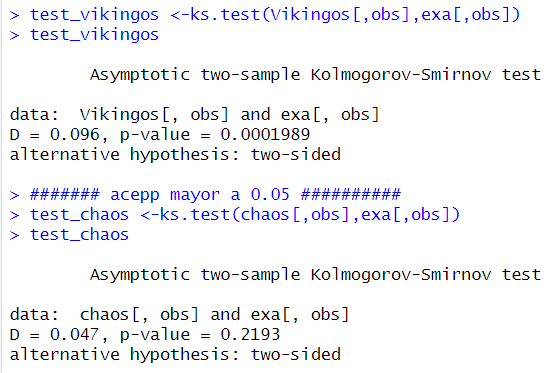 > test_vikingos <-ks.test(Vikingos[,obs],exa[,obs])
> test_vikingos
Asymptotic two-sample Kolmogorov-Smirnov test
data:  Vikingos[, obs] and exa[, obs]
D = 0.096, p-value = 0.0001989
alternative hypothesis: two-sided
> ####### acepp mayor a 0.05 ##########
> test_chaos <-ks.test(chaos[,obs],exa[,obs])
> test_chaos
Asymptotic two-sample Kolmogorov-Smirnov test
data:  chaos[, obs] and exa[, obs]
D = 0.047, p-value = 0.2193
alternative hypothesis: two-sided